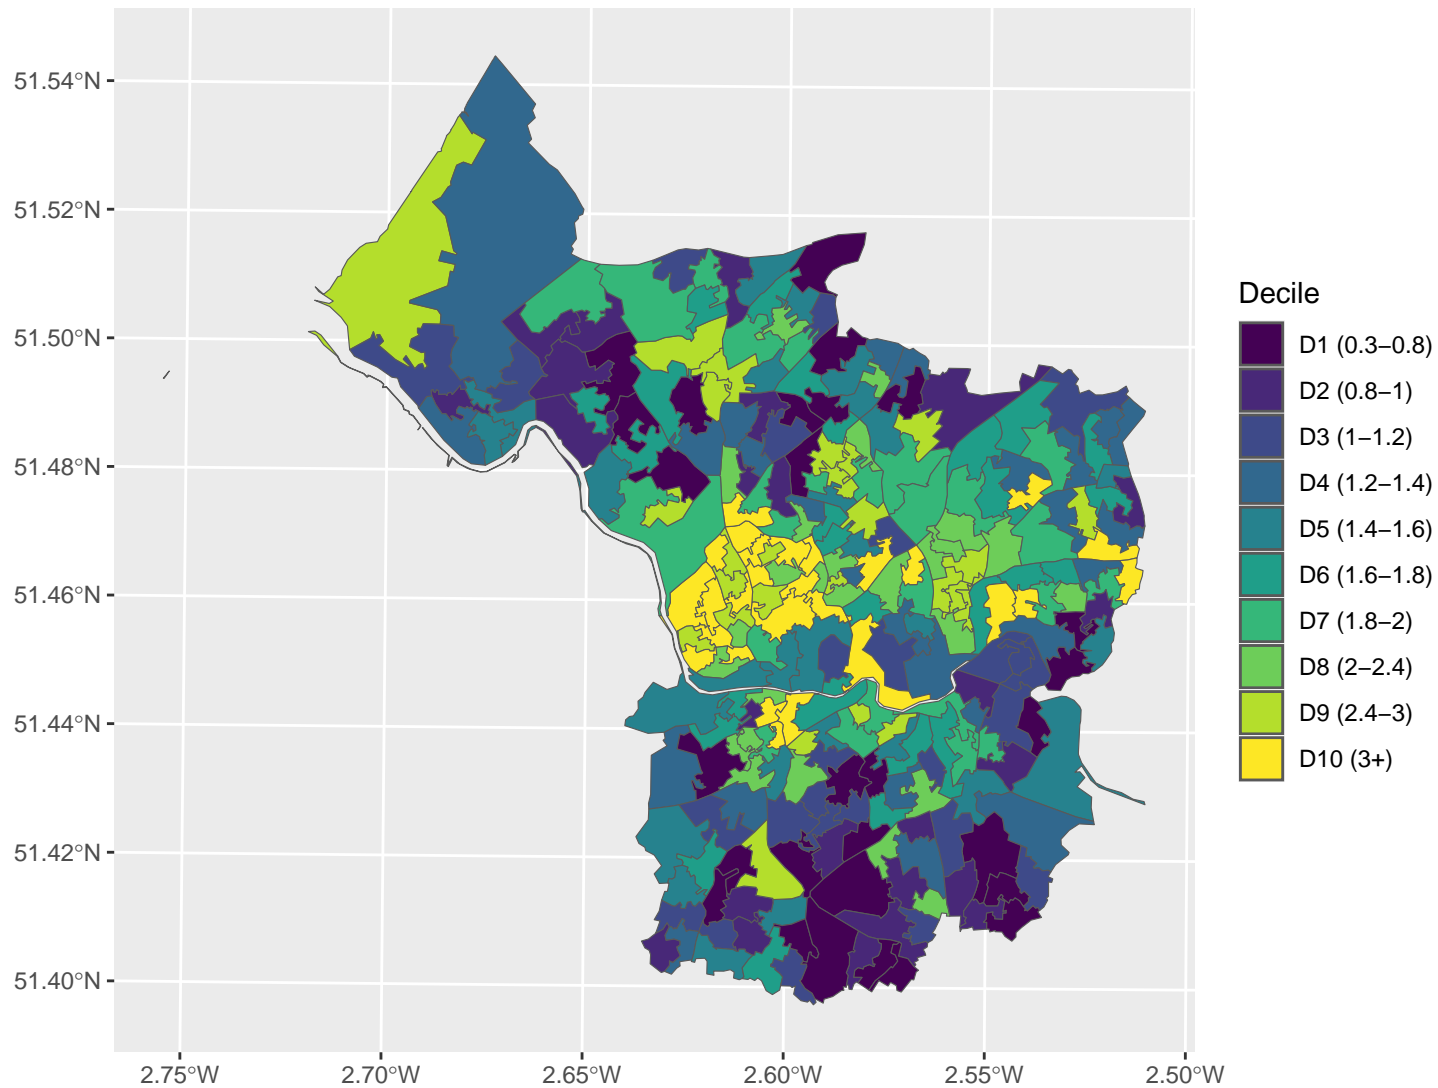 51.54°N
51.52°N
51.50°N
51.48°N
51.46°N
51.44°N
51.42°N
51.40°N
2.75°W
2.70°W
2.65°W
2.60°W
2.55°W
2.50°W
Decile
D1 (0.3–0.8)
D2 (0.8–1)
D3 (1–1.2)
D4 (1.2–1.4)
D5 (1.4–1.6)
D6 (1.6–1.8)
D7 (1.8–2)
D8 (2–2.4)
D9 (2.4–3)
D10 (3+)